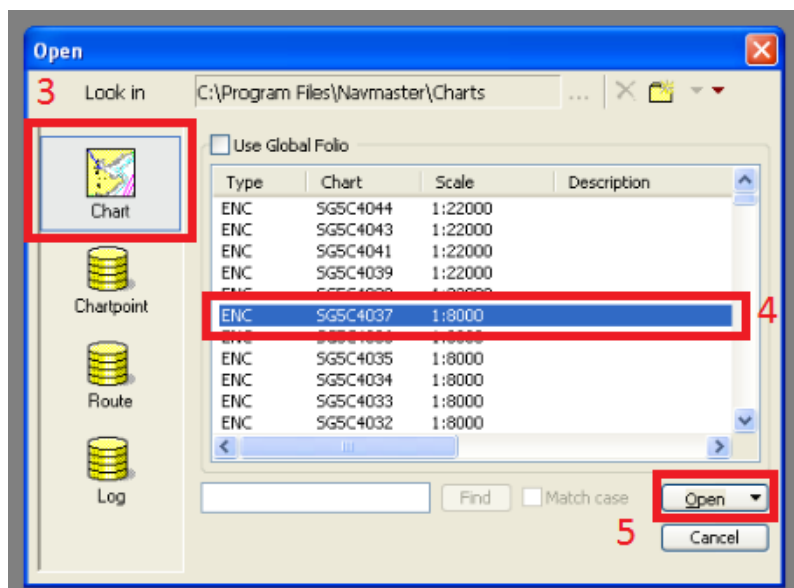 Open
3 Look in C:\Program Files\Navmaster\Charts ...
Use Global Folio
Type Chart Scale Description
Chart
ENC SG5C4044 1:22000
ENC SG5C4043 1:22000
ENC SG5C4041 1:22000
ENC SG5C4039 1:22000
Chartpoint
ENC SG5C4037 1:8000 4
ENC SG5C4035 1:8000
ENC SG5C4034 1:8000
Route
ENC SG5C4033 1:8000
ENC SG5C4032 1:8000
Log
Find Match case Open
5 Cancel